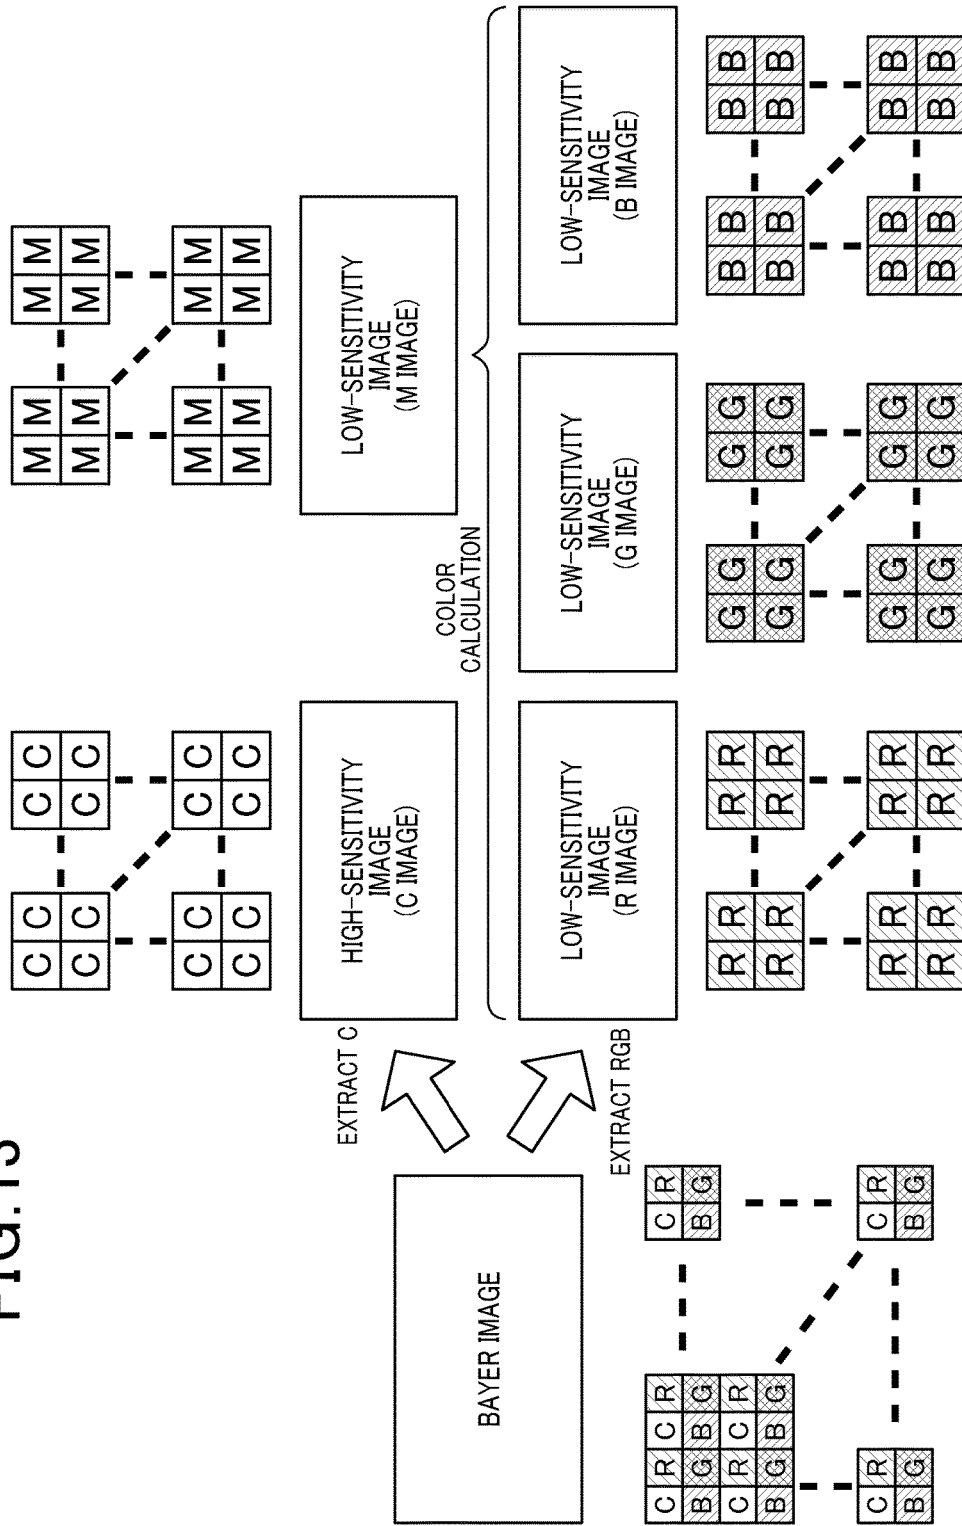 FIG.
C C C C
C C C C
C C C C
C C C C
M M M M
M M M M
M M M M
M M M M
EXTRACT C
HIGH-SENSITIVITY
IMAGE
(C IMAGE)
LOW-SENSITIVITY
IMAGE
(M IMAGE)
COLOR
CALCULATION
BAYER IMAGE
EXTRACT RGB
LOW-SENSITIVITY
IMAGE
(R IMAGE)
LOW-SENSITIVITY
IMAGE
(G IMAGE)
LOW-SENSITIVITY
IMAGE
(B IMAGE)
C R C R C R
B G B G B G
C R C R
B G B G
C R C R
B G B G
R R R R
R R R R
R R R R
R R R R
G G G G
G G G G
G G G G
G G G G
B B B B
B B B B
B B B B
B B B B